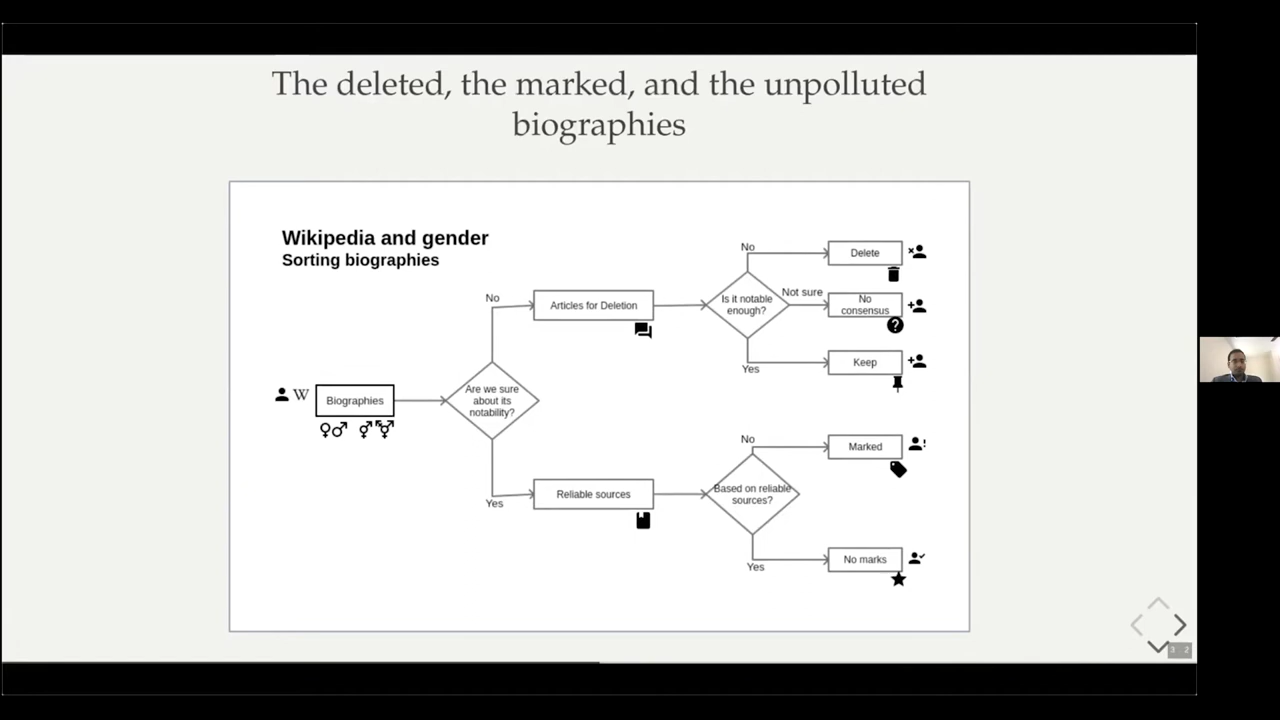 The deleted, the marked, and the unpolluted
biographies
Wikipedia and gender
Sorting biographies
No
Delete
Not sure
Is it notable
enough?
No
consensus
No
Articles for Deletion
Yes
Keep
W
Biographies
Are we sure
about its
notability?
No
Marked
Yes
Reliable sources
Based on reliable
sources?
Yes
No marks
3 2